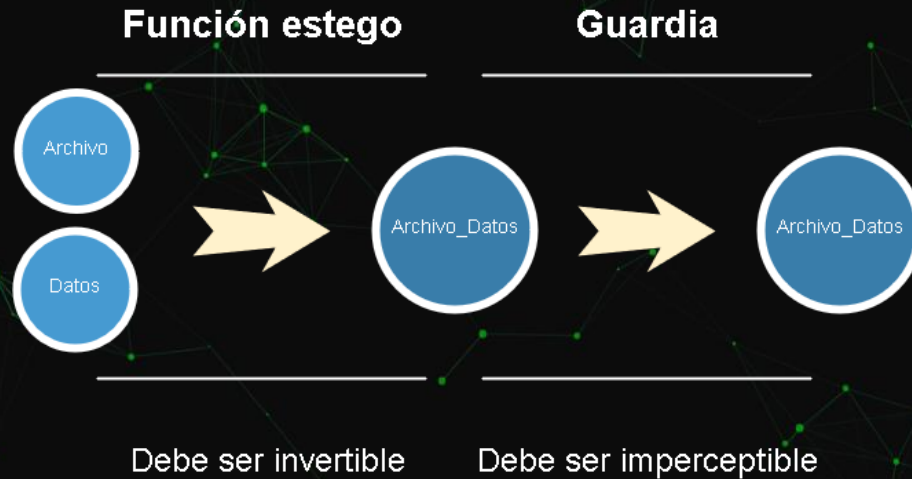 Función estego
Guardia
Archivo
Datos
Archivo_Datos
Archivo_Datos
Debe ser invertible
Debe ser imperceptible